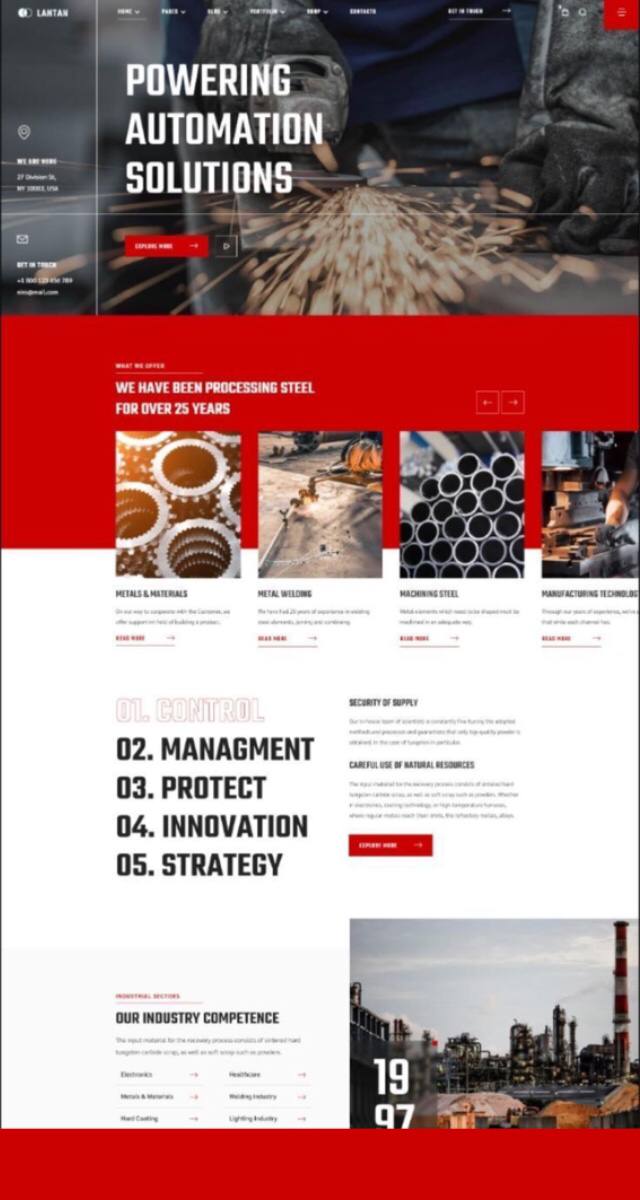 LANTAN
HOME PAGES BLOG PORTFOLIO SHOP CONTACTS
GET IN TOUCH
POWERING
AUTOMATION
SOLUTIONS
WE ARE HERE
27 Division St,
NY 10002, USA
EXPLORE MORE
GET IN TOUCH
+1 800 123 456 789
WHAT WE OFFER
WE HAVE BEEN PROCESSING STEEL
FOR OVER 25 YEARS
METALS & MATERIALS
On our way to cooperate with the Customer, we
offer support on field of building a product.
READ MORE
METAL WELDING
We have had 25 years of experience in welding
steel elements, joining and combining.
READ MORE
MACHINING STEEL
Metal elements which need to be shaped must be
machined in an adequate way.
READ MORE
MANUFACTURING TECHNOLOG
Through our years of experience, we've
that while each channel has
READ MORE
01. CONTROL
02. MANAGMENT
03. PROTECT
04. INNOVATION
05. STRATEGY
SECURITY OF SUPPLY
Our in-house team of scientists is constantly fine-tuning the adopted
methods and processes and guarantees that only top-quality powder is
obtained, in the case of tungsten in particular.
CAREFUL USE OF NATURAL RESOURCES
The input material for the recovery process consists of sintered hard
tungsten carbide scrap, as well as soft scrap such as powders. Whether
in electronics, coating technology, or high-temperature furnaces,
where regular metals reach their limits, the refractory metals, alloys
EXPLORE MORE
INDUSTRIAL SECTORS
OUR INDUSTRY COMPETENCE
The input material for the recovery process consists of sintered hard
tungsten carbide scrap, as well as soft scrap such as powders.
Electronics
Healthcare
Metals & Materials
Welding Industry
Hard Coating
Lighting Industry
19
97